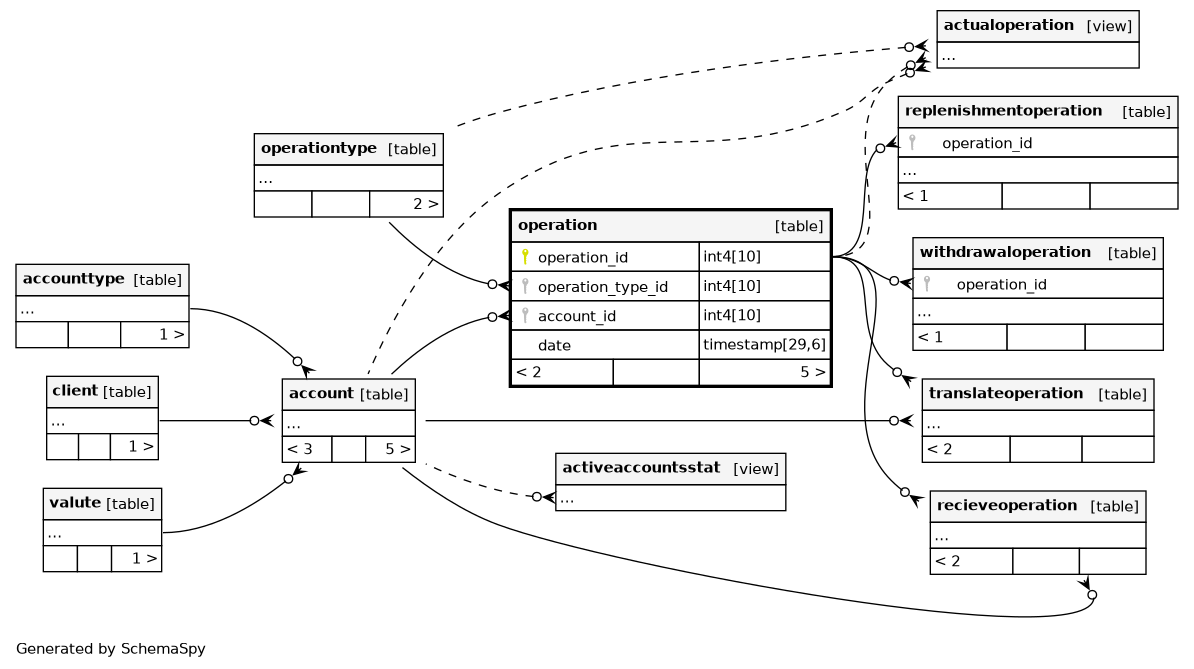 actualoperation [view]
...
replenishmentoperation [table]
operation_id
...
< 1
operationtype [table]
...
2 >
operation [table]
operation_id int4[10]
operation_type_id int4[10]
account_id int4[10]
date timestamp[29,6]
< 2 5 >
withdrawaloperation [table]
operation_id
...
< 1
accounttype [table]
...
1 >
client [table]
...
1 >
account [table]
...
< 3 5 >
translateoperation [table]
...
< 2
activeaccountsstat [view]
...
valute [table]
...
1 >
recieveoperation [table]
...
< 2
Generated by SchemaSpy